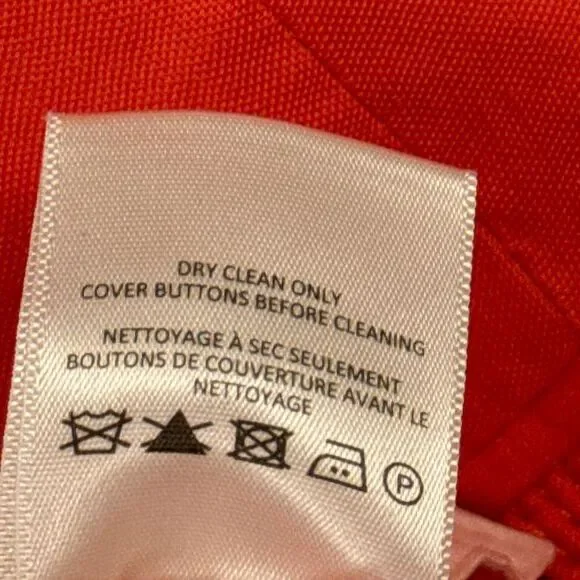 DRY CLEAN ONLY
COVER BUTTONS BEFORE CLEANING
NETTOYAGE À SEC SEULEMENT
BOUTONS DE COUVERTURE AVANT LE
NETTOYAGE
P